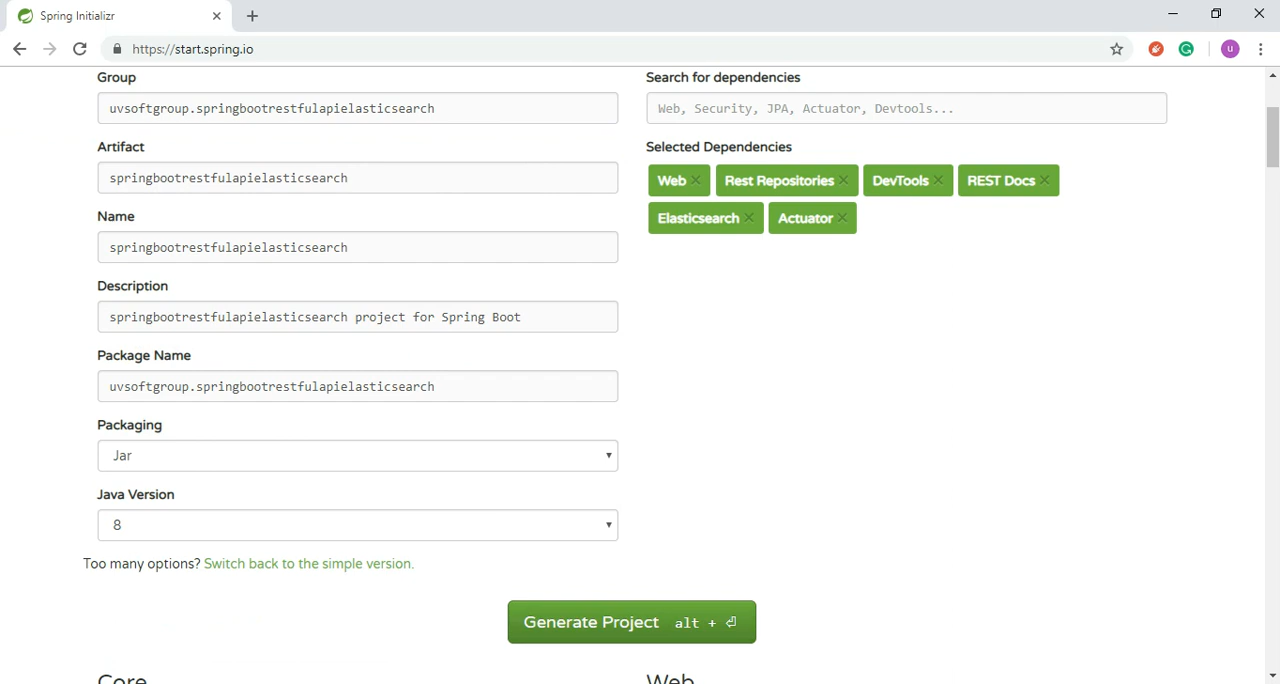 Spring Initializr
https://start.spring.io
u
Group
uvsoftgroup.springbootrestfulapielasticsearch
Artifact
springbootrestfulapielasticsearch
Name
springbootrestfulapielasticsearch
Description
springbootrestfulapielasticsearch project for Spring Boot
Package Name
uvsoftgroup.springbootrestfulapielasticsearch
Packaging
Jar
Java Version
8
Too many options? Switch back to the simple version.
Search for dependencies
Web, Security, JPA, Actuator, Devtools...
Selected Dependencies
Web × Rest Repositories × DevTools × REST Docs ×
Elasticsearch × Actuator ×
Generate Project alt + ⏎
Core
Web